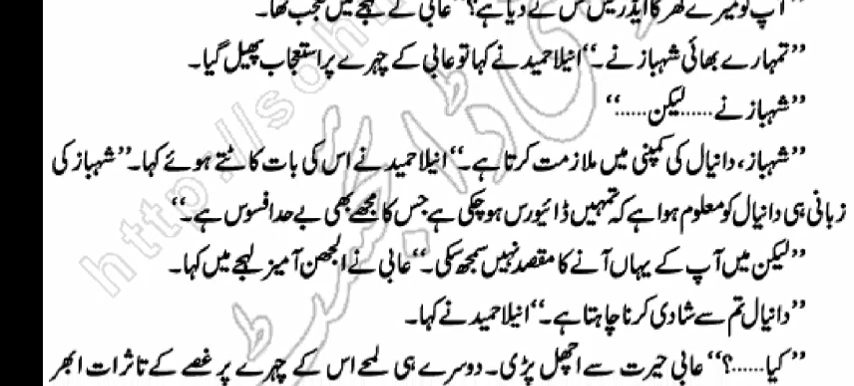 ”آپ کو میرے گھر کا ایڈریس کس نے دیا ہے؟“ عابی کے لہجے میں تعجب تھا۔
”تمہارے بھائی شہباز نے۔“ انیلا حمید نے کہا تو عابی کے چہرے پر استعجاب پھیل گیا۔
”شہباز نے......لیکن......“
”شہباز، دانیال کی کمپنی میں ملازمت کرتا ہے۔“ انیلا حمید نے اس کی بات کاٹتے ہوئے کہا۔ ”شہباز کی
زبانی ہی دانیال کو معلوم ہوا ہے کہ تمہیں ڈائیورس ہو چکی ہے جس کا مجھے بھی بے حد افسوس ہے۔“
”لیکن میں آپ کے یہاں آنے کا مقصد نہیں سمجھ سکی۔“ عابی نے الجھن آمیز لہجے میں کہا۔
”دانیال تم سے شادی کرنا چاہتا ہے۔“ انیلا حمید نے کہا۔
”کیا......؟“ عابی حیرت سے اچھل پڑی۔ دوسرے ہی لمحے اس کے چہرے پر غصے کے تاثرات ابھر